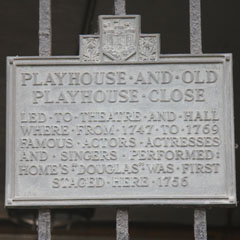 PLAYHOUSE·AND·OLD
PLAYHOUSE CLOSE
LED·TO·THEATRE·AND·HALL
WHERE·FROM·1747·TO·1769
FAMOUS·ACTORS·ACTRESSES
AND·SINGERS·PERFORMED:
HOME'S "DOUGLAS" WAS·FIRST
STAGED·HERE·1756